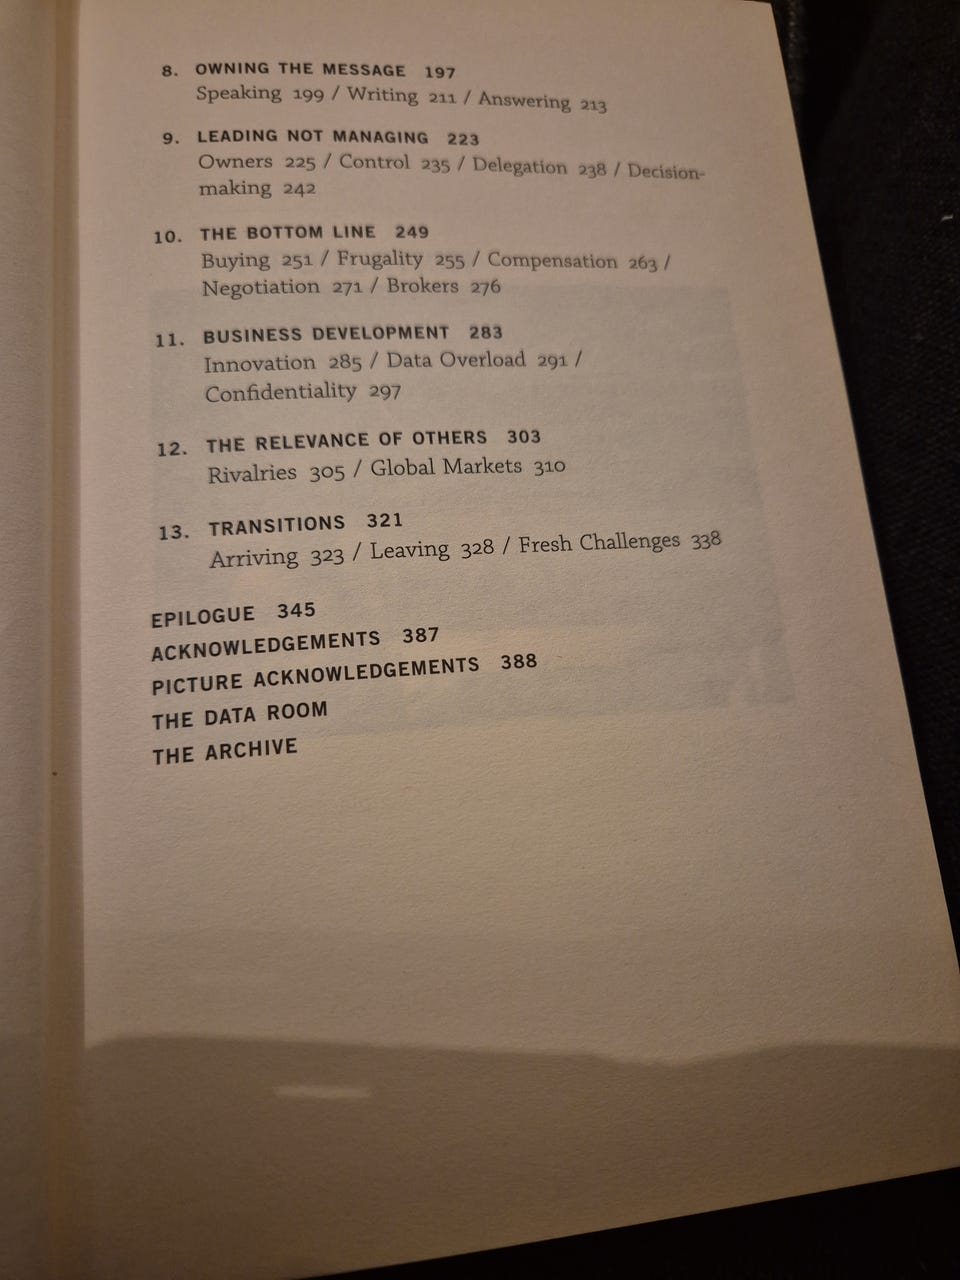 8. OWNING THE MESSAGE 197
Speaking 199 / Writing 211 / Answering 213
9. LEADING NOT MANAGING 223
Owners 225 / Control 235 / Delegation 238 / Decision-
making 242
10. THE BOTTOM LINE 249
Buying 251 / Frugality 255 / Compensation 263 /
Negotiation 271 / Brokers 276
11. BUSINESS DEVELOPMENT 283
Innovation 285 / Data Overload 291 /
Confidentiality 297
12. THE RELEVANCE OF OTHERS 303
Rivalries 305 / Global Markets 310
13. TRANSITIONS 321
Arriving 323 / Leaving 328 / Fresh Challenges 338
EPILOGUE 345
ACKNOWLEDGEMENTS 387
PICTURE ACKNOWLEDGEMENTS 388
THE DATA ROOM
THE ARCHIVE